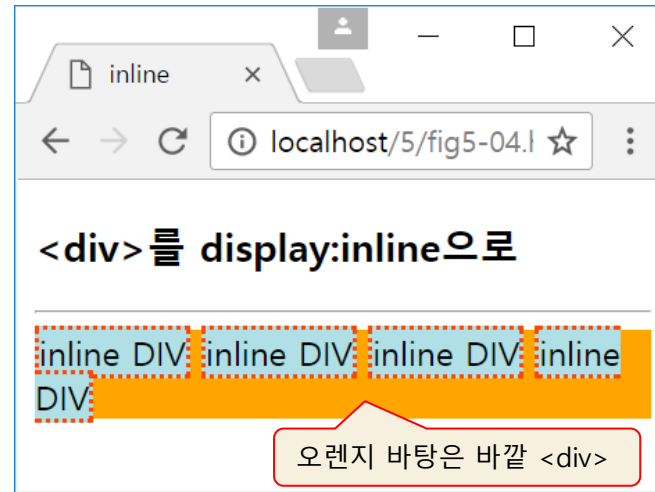 inline
localhost/5/fig5-04.
<div>를 display:inline으로
inline DIV inline DIV inline DIV inline
DIV
오렌지 바탕은 바깥 <div>